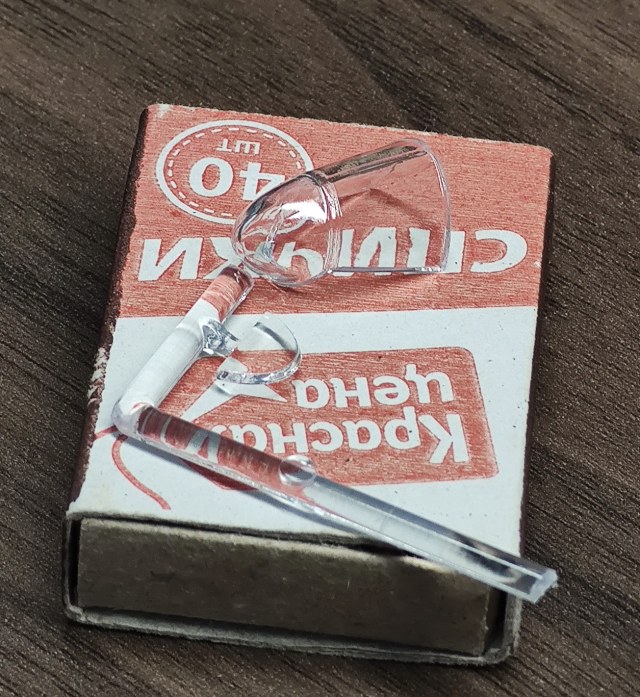 Красная
цена
спички
40
шт